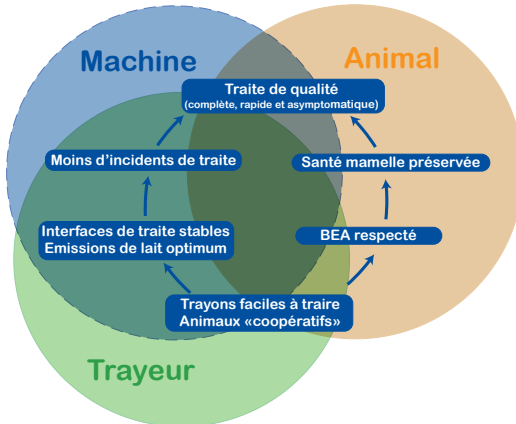 Machine
Animal
Traite de qualité
(complète, rapide et asymptomatique)
Moins d’incidents de traite
Santé mamelle préservée
Interfaces de traite stables
Emissions de lait optimum
BEA respecté
Trayons faciles à traire
Animaux «coopératifs»
Trayeur